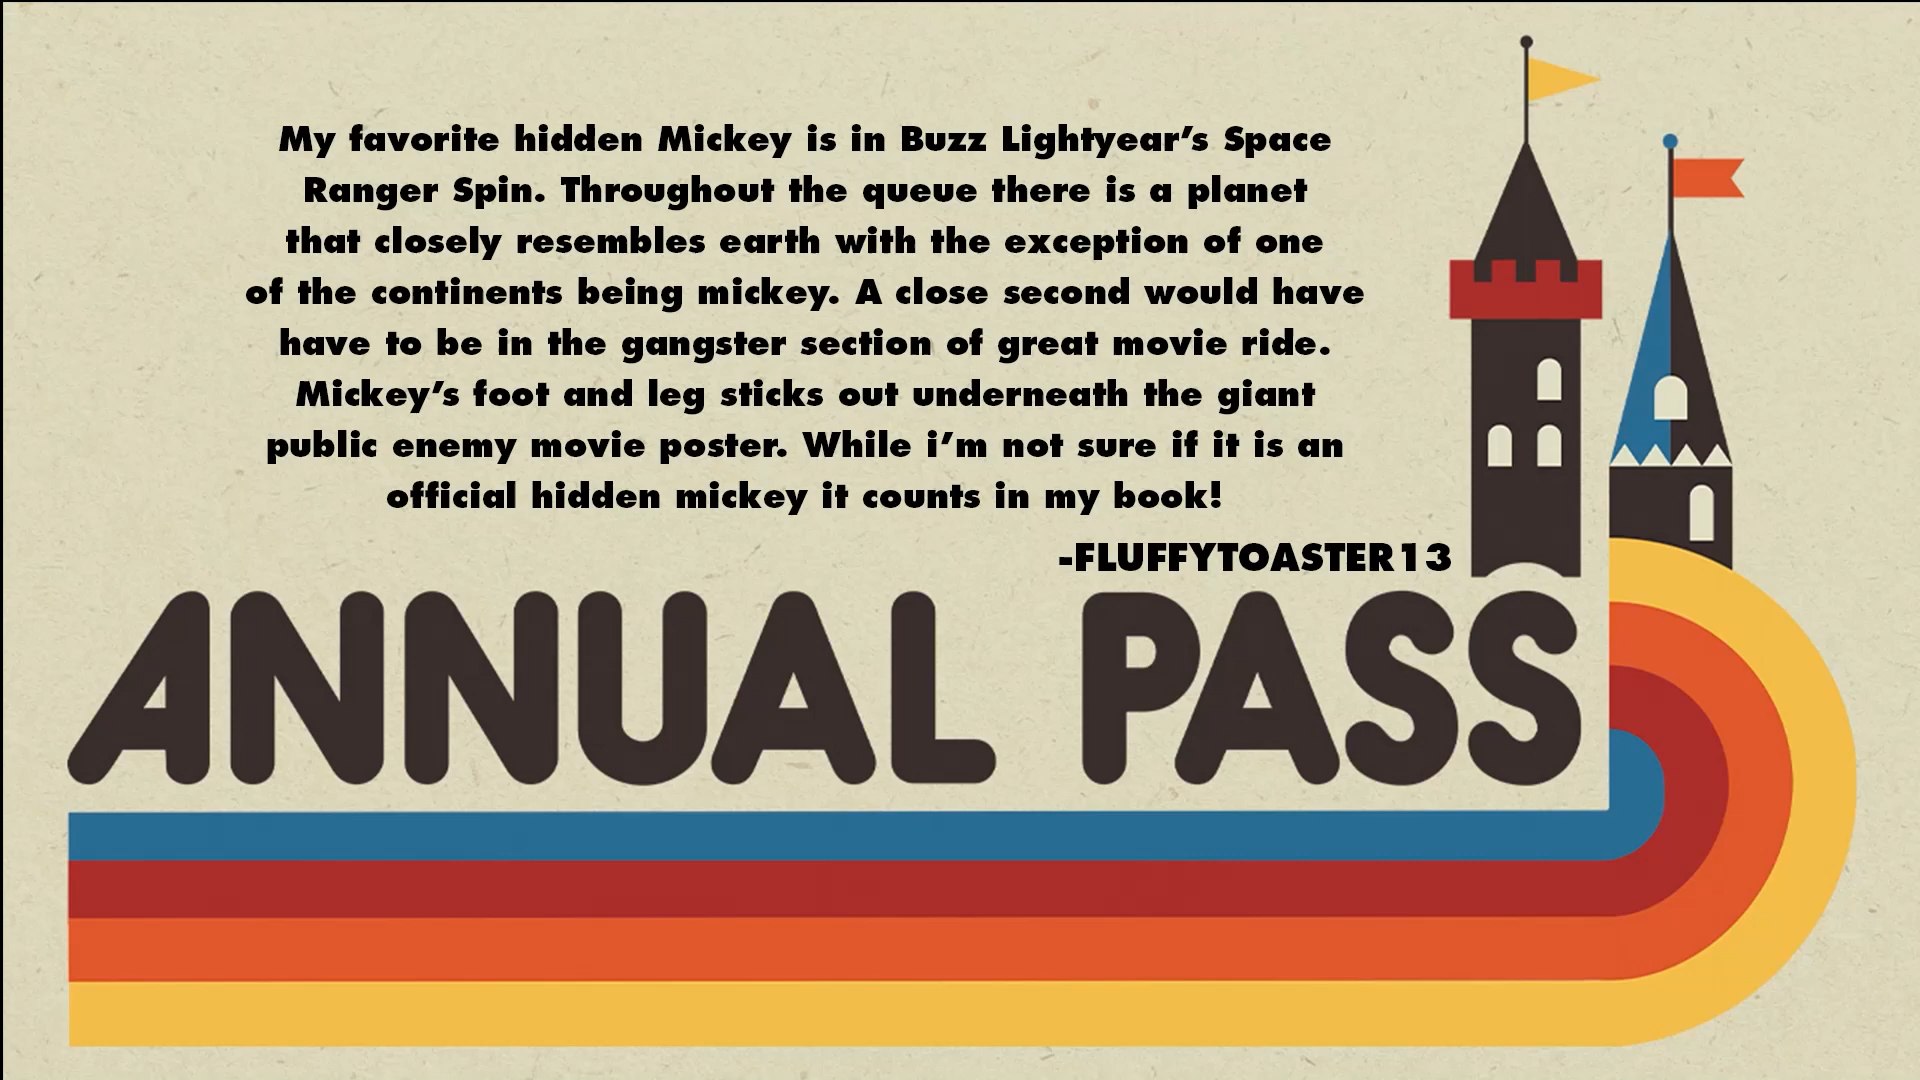 My favorite hidden Mickey is in Buzz Lightyear’s Space
Ranger Spin. Throughout the queue there is a planet
that closely resembles earth with the exception of one
of the continents being mickey. A close second would have
have to be in the gangster section of great movie ride.
Mickey’s foot and leg sticks out underneath the giant
public enemy movie poster. While i’m not sure if it is an
official hidden mickey it counts in my book!
-FLUFFYTOASTER13
ANNUAL PASS